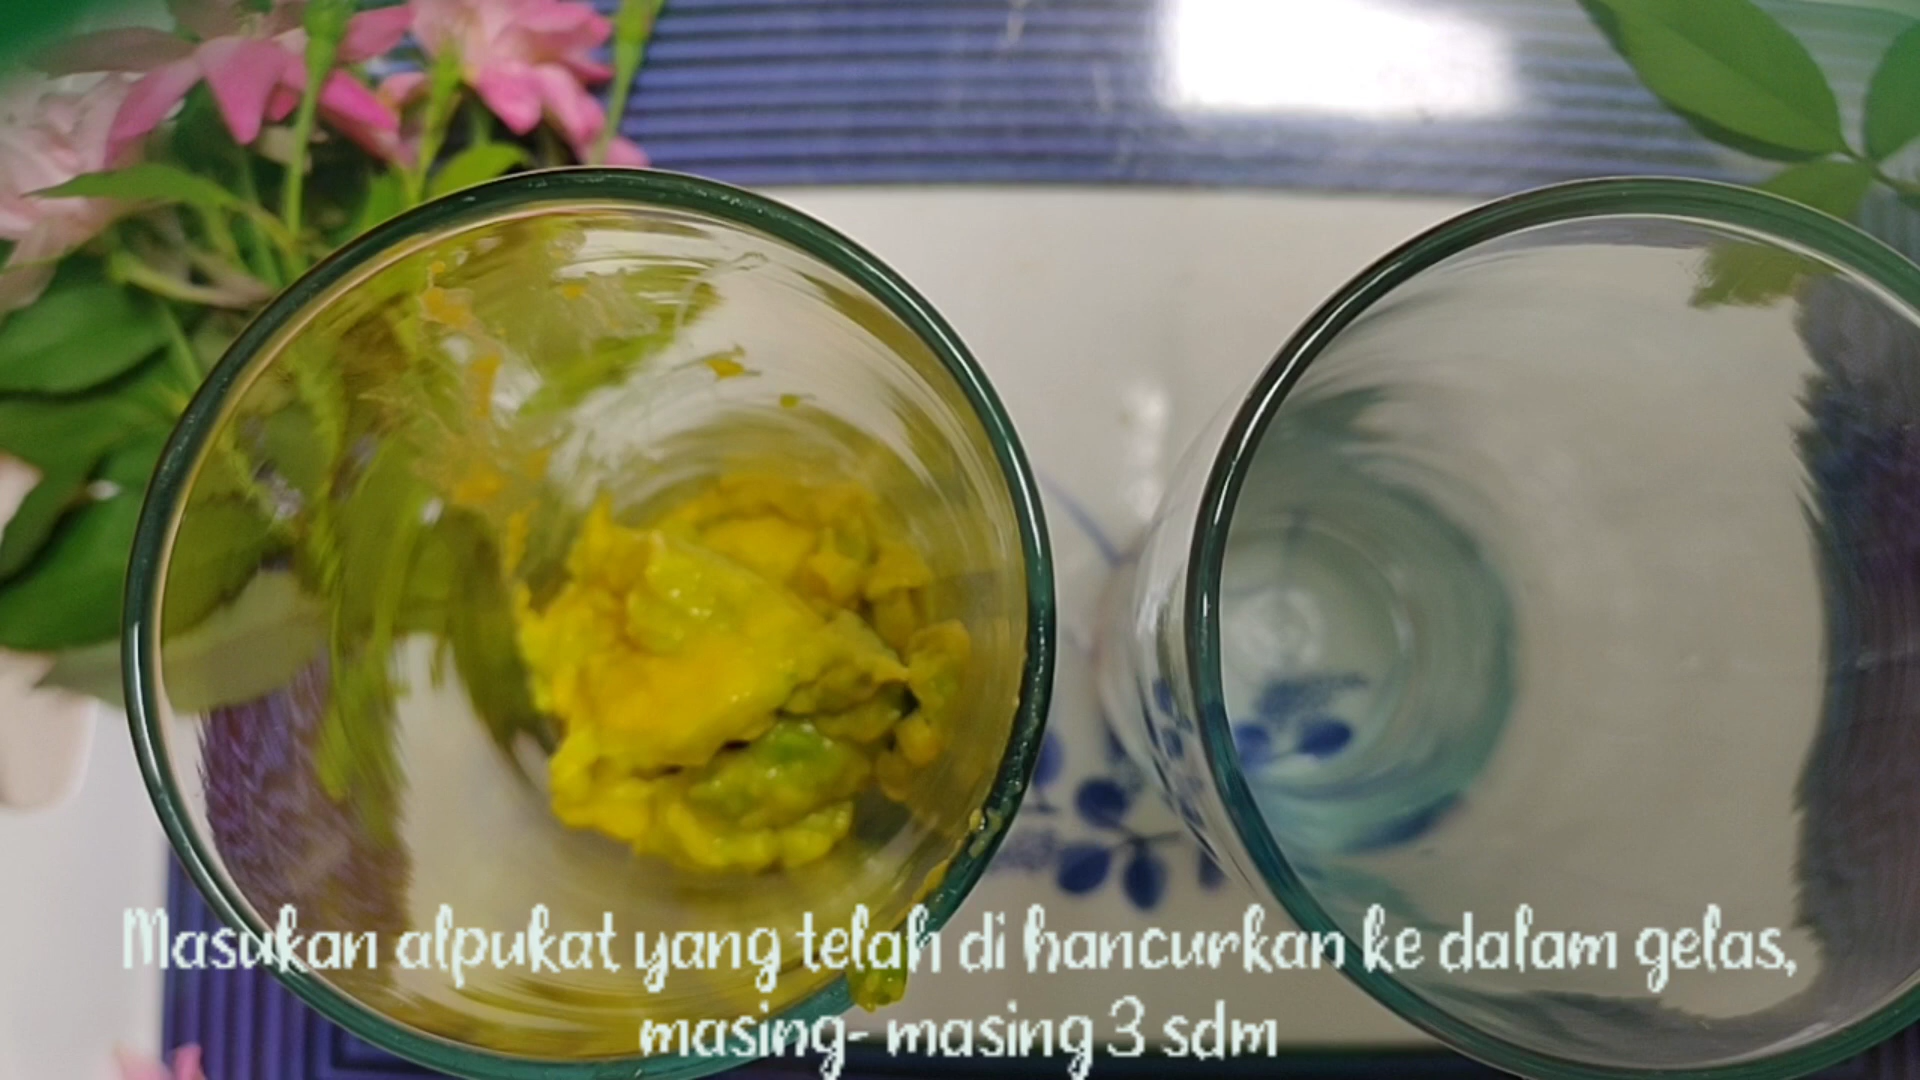 Masukan alpukat yang telah di hancurkan ke dalam gelas,
masing- masing 3 sdm